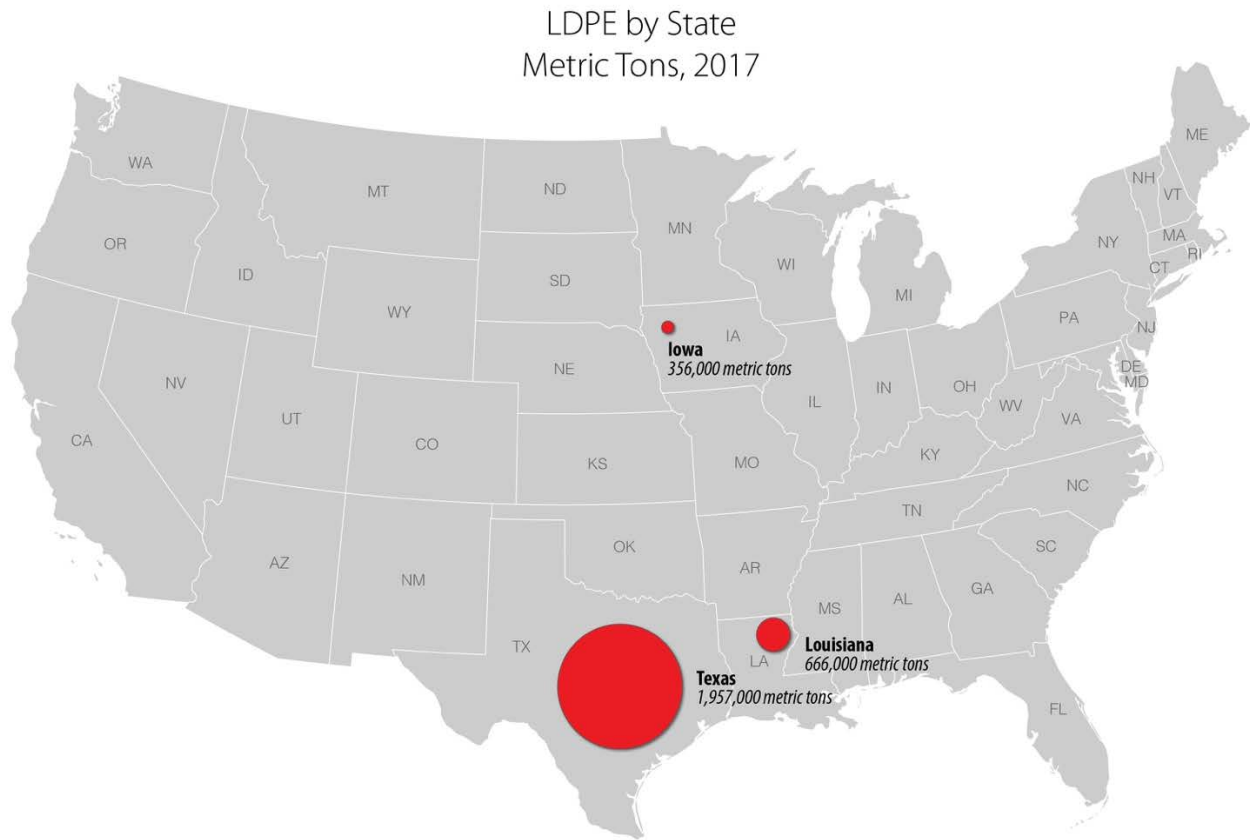 LDPE by State
Metric Tons, 2017
WA
MT
ND
MN
ME
NH
VT
OR
ID
SD
WI
NY
MA
RI
CT
WY
MI
IA
PA
NJ
Iowa
356,000 metric tons
NE
NV
UT
CO
IL
IN
OH
DE
MD
WV
VA
CA
KS
MO
KY
NC
TN
AZ
NM
OK
AR
SC
MS
AL
GA
TX
LA
Louisiana
666,000 metric tons
Texas
1,957,000 metric tons
FL